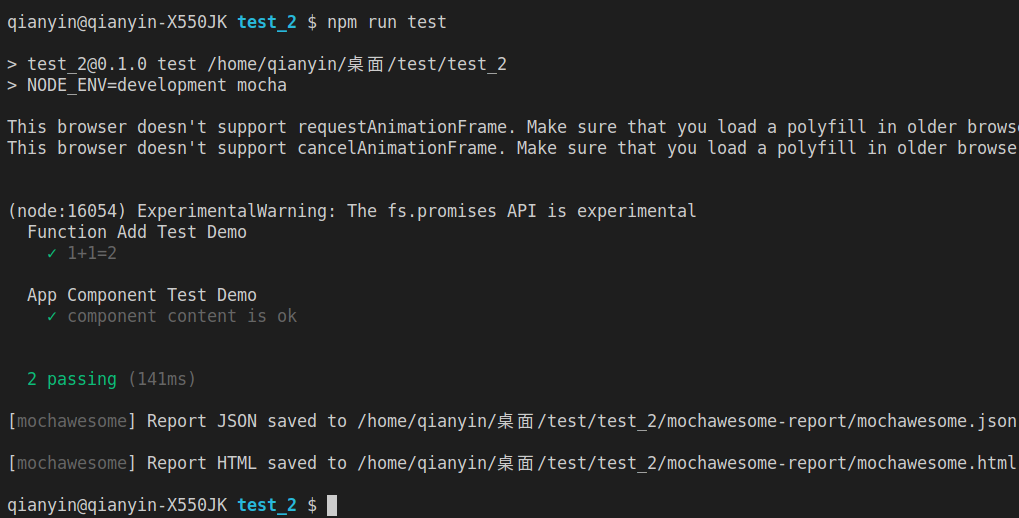 qianyin@qianyin-X550JK test_2 $ npm run test
> test_2@0.1.0 test /home/qianyin/桌面/test/test_2
> NODE_ENV=development mocha
This browser doesn't support requestAnimationFrame. Make sure that you load a polyfill in older browse
This browser doesn't support cancelAnimationFrame. Make sure that you load a polyfill in older browse
(node:16054) ExperimentalWarning: The fs.promises API is experimental
Function Add Test Demo
✓ 1+1=2
App Component Test Demo
✓ component content is ok
2 passing (141ms)
[mochawesome] Report JSON saved to /home/qianyin/桌面/test/test_2/mochawesome-report/mochawesome.json
[mochawesome] Report HTML saved to /home/qianyin/桌面/test/test_2/mochawesome-report/mochawesome.html
qianyin@qianyin-X550JK test_2 $